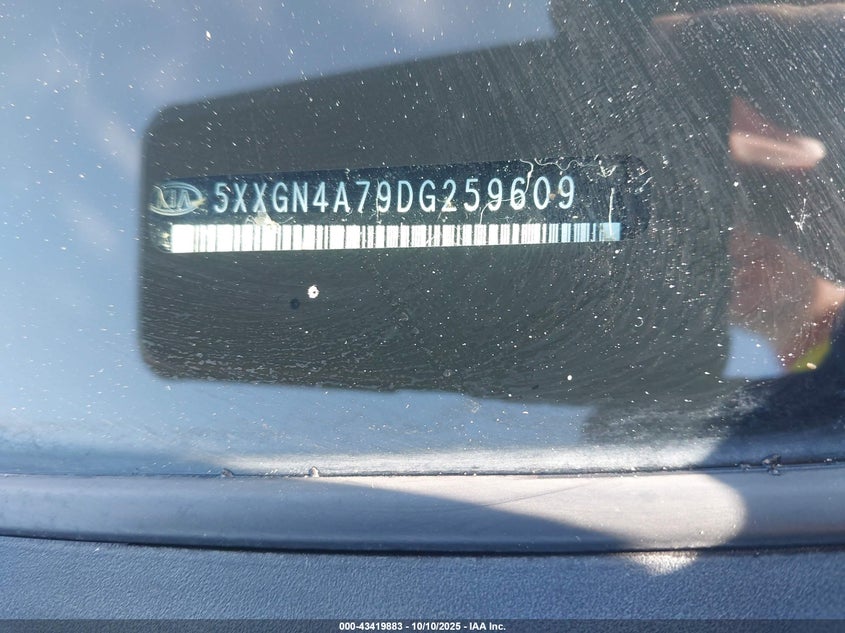 KIA 5XXGN4A79DG259609
000-43419883 - 10/10/2025 - IAA Inc.